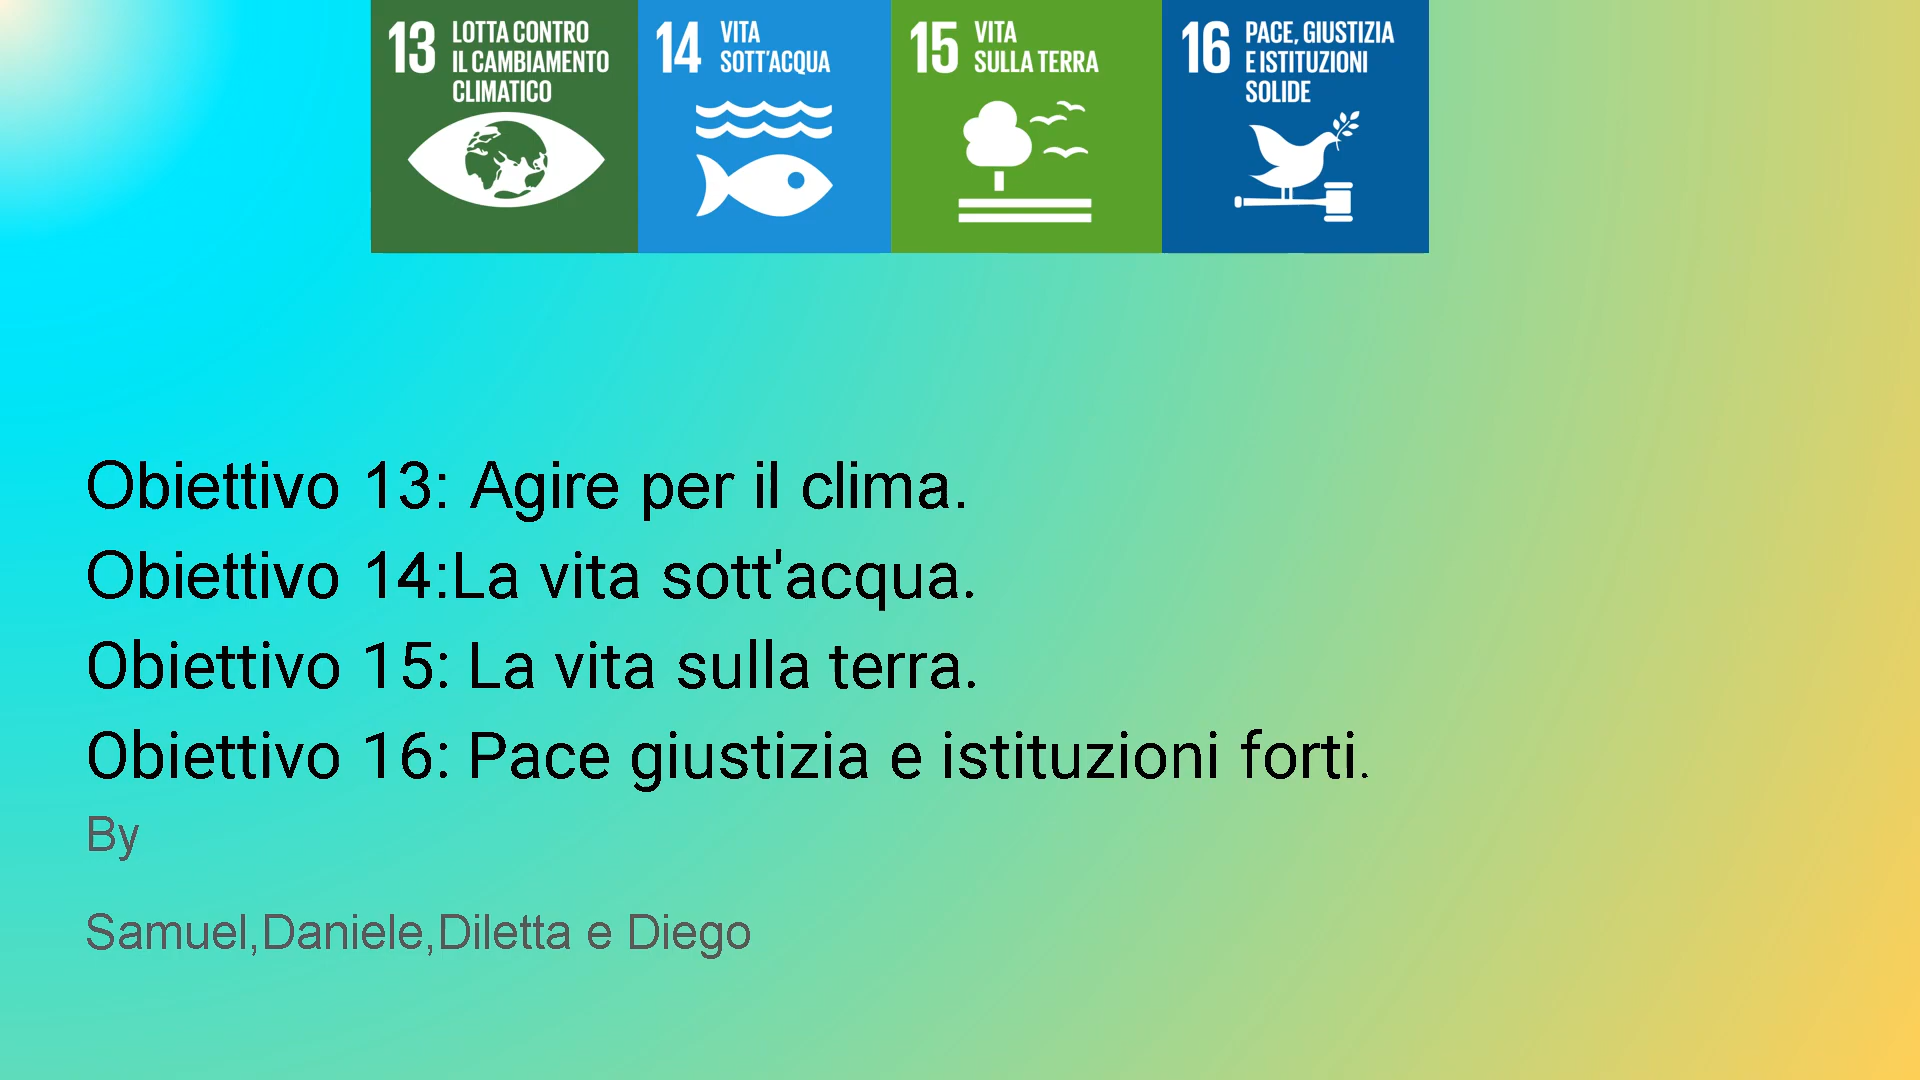 13 LOTTA CONTRO
IL CAMBIAMENTO
CLIMATICO
14 VITA
SOTT'ACQUA
15 VITA
SULLA TERRA
16 PACE, GIUSTIZIA
E ISTITUZIONI
SOLIDE
Obiettivo 13: Agire per il clima.
Obiettivo 14:La vita sott'acqua.
Obiettivo 15: La vita sulla terra.
Obiettivo 16: Pace giustizia e istituzioni forti.
By
Samuel,Daniele,Diletta e Diego